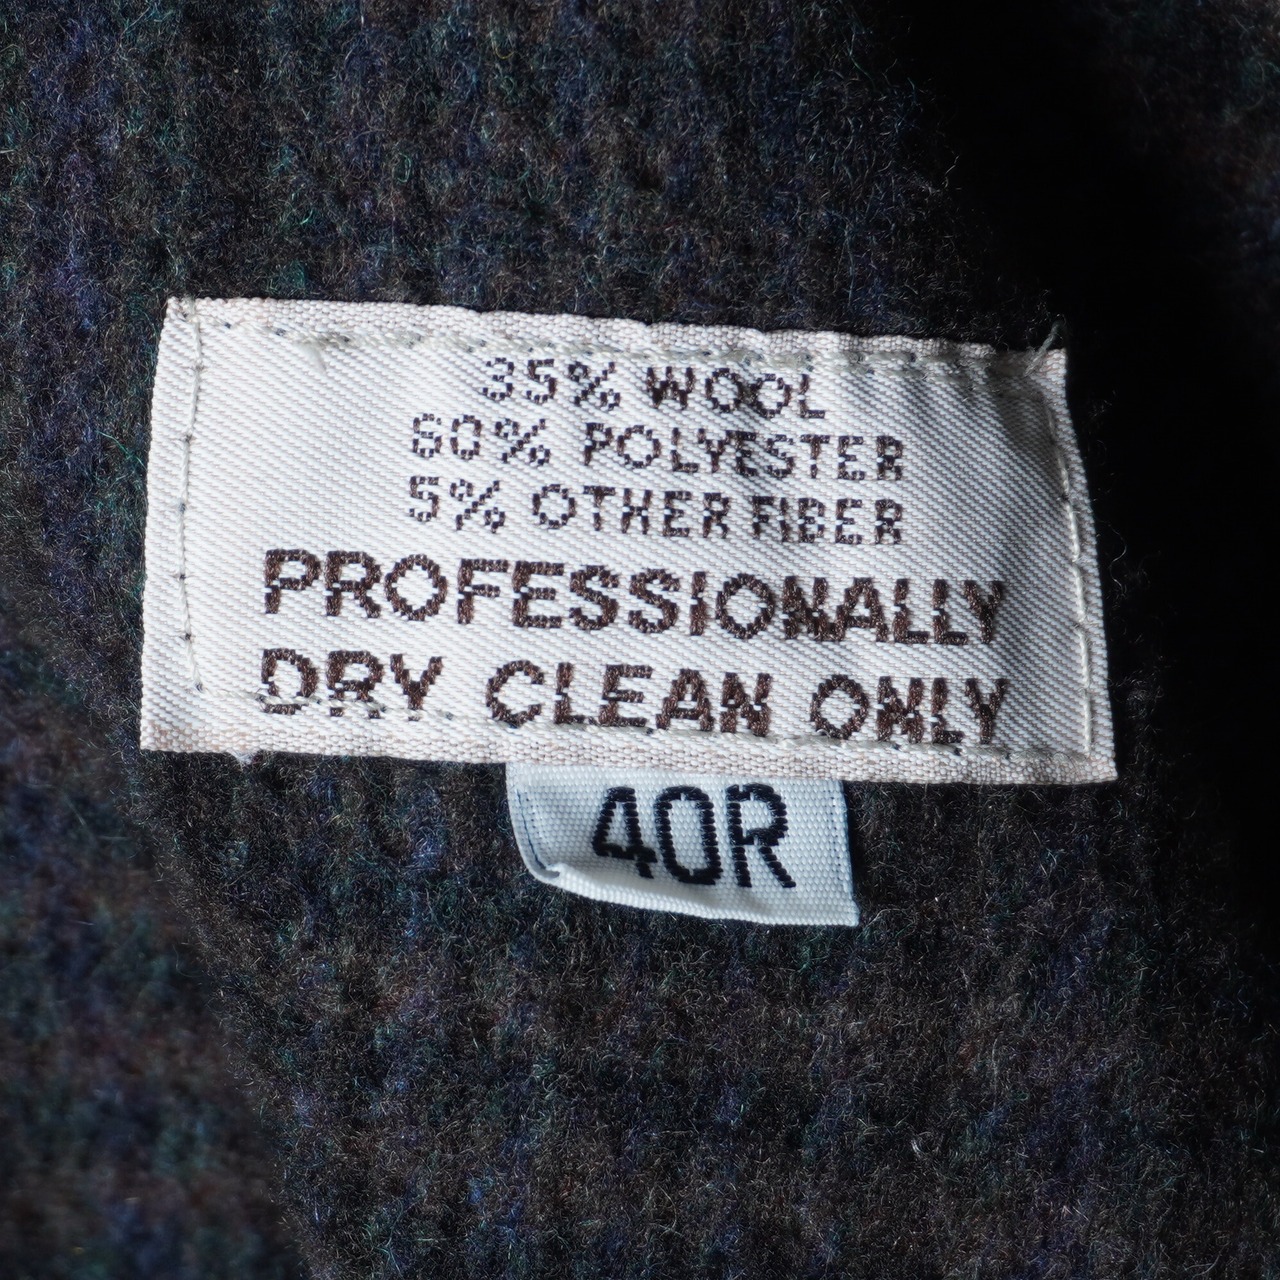 35% WOOL
60% POLYESTER
5% OTHER FIBER
PROFESSIONALLY
DRY CLEAN ONLY
40R